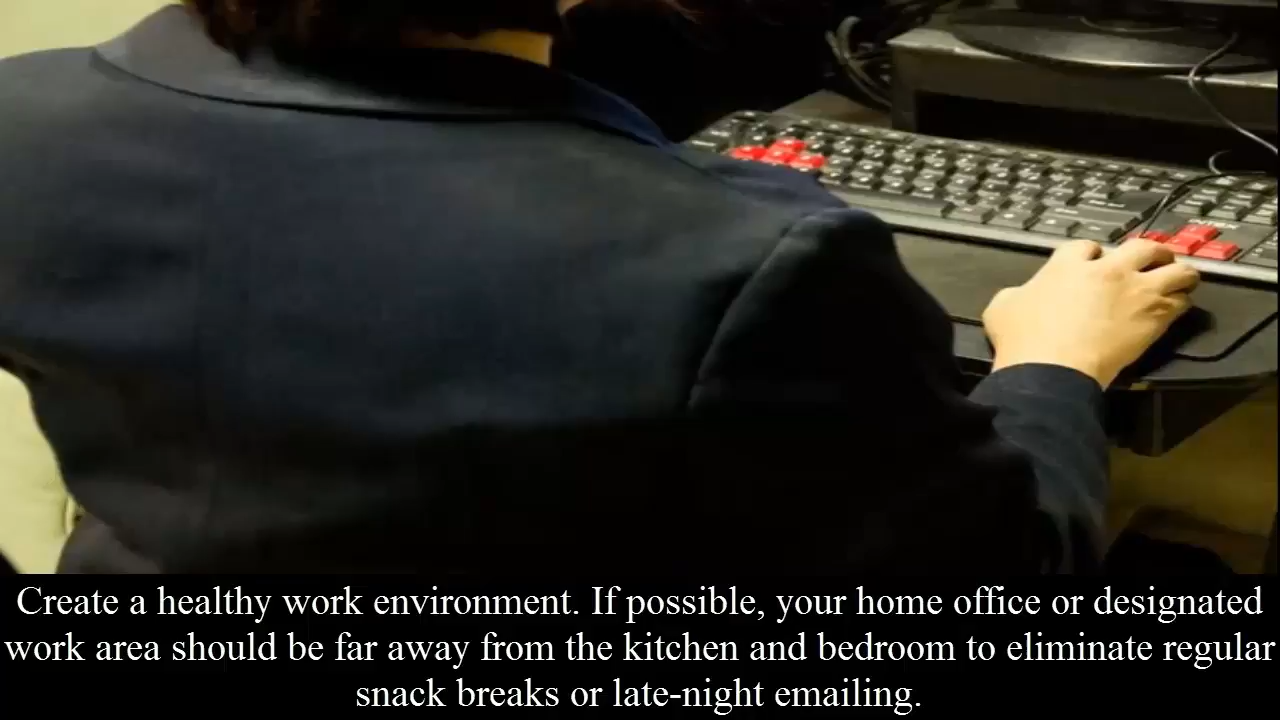 Create a healthy work environment. If possible, your home office or designated
work area should be far away from the kitchen and bedroom to eliminate regular
snack breaks or late-night emailing.